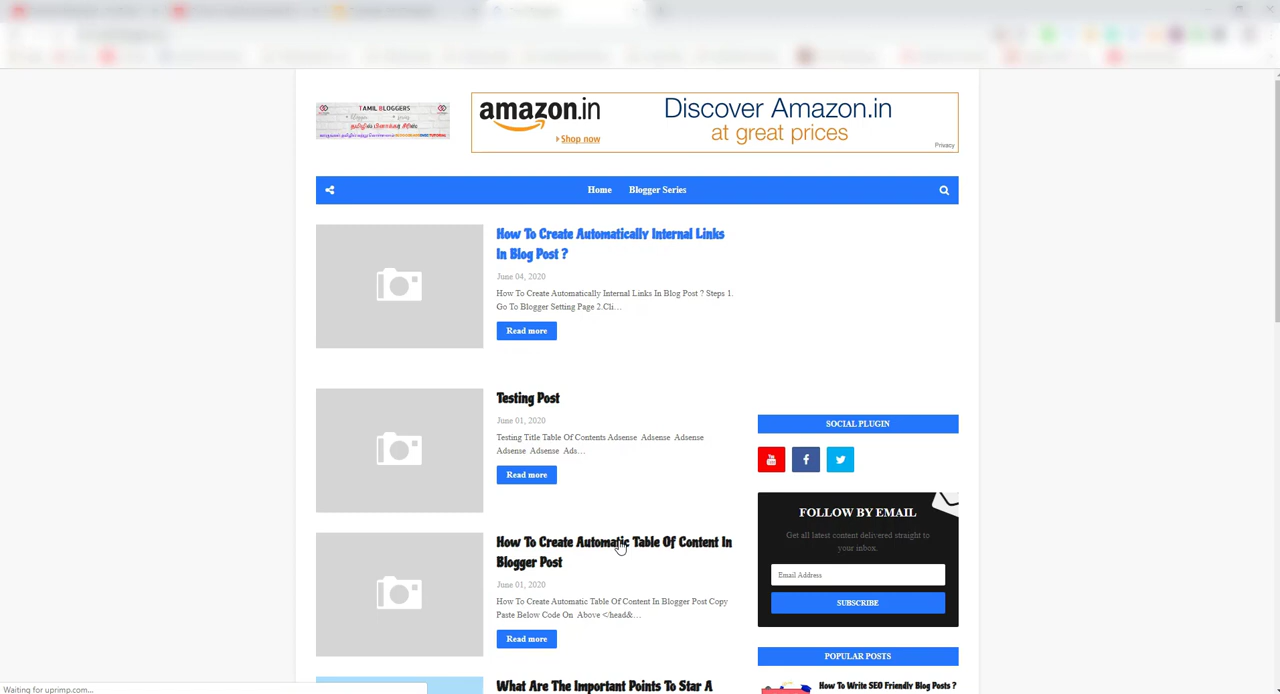 TAMIL BLOGGERS
தமிழில் பிளாக்கர் சீரிஸ்
amazon.in
Shop now
Discover Amazon.in
at great prices
Privacy
Home
Blogger Series
How To Create Automatically Internal Links
In Blog Post ?
June 04, 2020
How To Create Automatically Internal Links In Blog Post ? Steps 1.
Go To Blogger Setting Page 2.Cli…
Read more
Testing Post
June 01, 2020
Testing Title Table Of Contents Adsense Adsense Adsense
Adsense Adsense Ads…
Read more
How To Create Automatic Table Of Content In
Blogger Post
June 01, 2020
How To Create Automatic Table Of Content In Blogger Post Copy
Paste Below Code On Above </head&…
Read more
What Are The Important Points To Star A
SOCIAL PLUGIN
FOLLOW BY EMAIL
Get all latest content delivered straight to
your inbox.
Email Address
SUBSCRIBE
POPULAR POSTS
How To Write SEO Friendly Blog Posts ?
Waiting for uprimp.com...